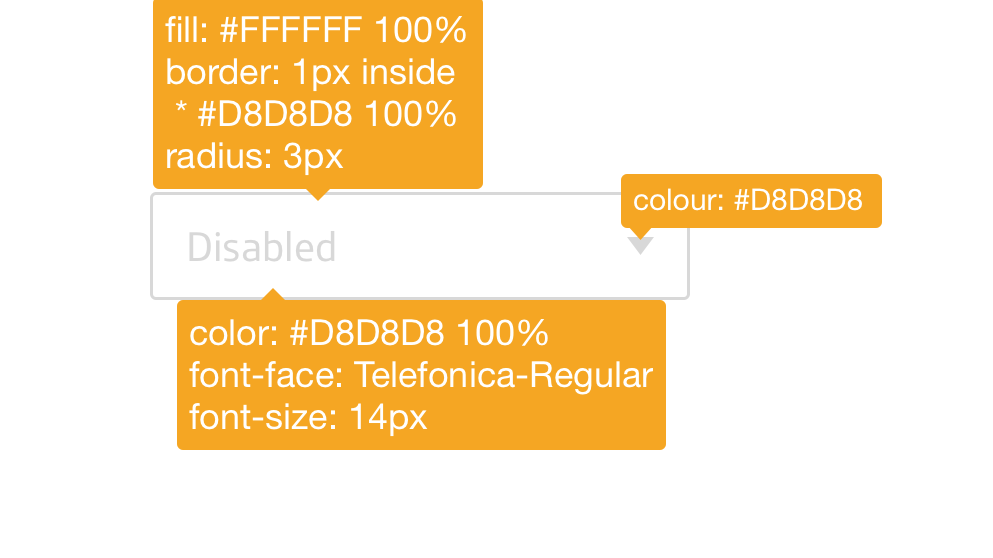 fill: #FFFFFF 100%
border: 1px inside
* #D8D8D8 100%
radius: 3px
colour: #D8D8D8
Disabled
color: #D8D8D8 100%
font-face: Telefonica-Regular
font-size: 14px